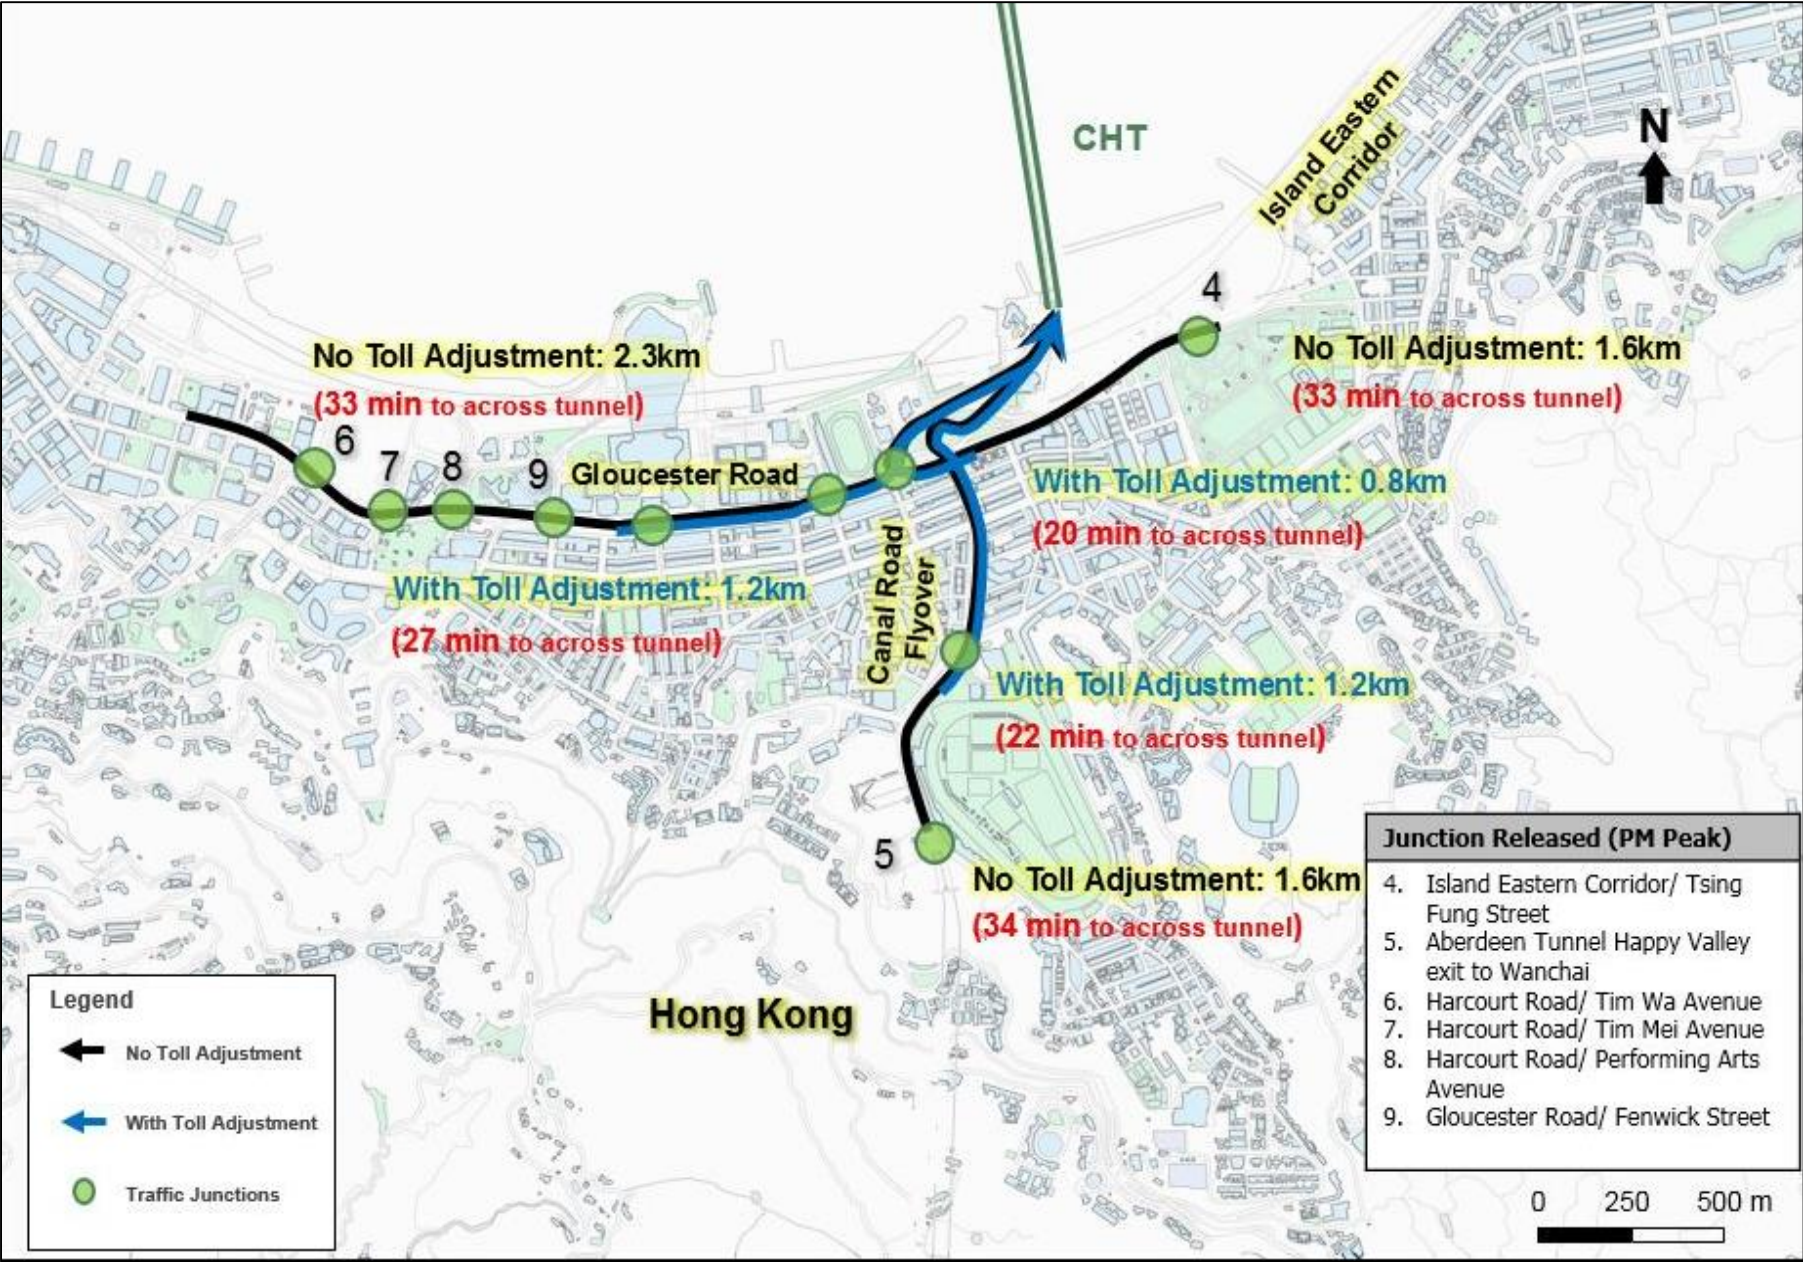 CHT
Island Eastern
Corridor
N
4
No Toll Adjustment: 2.3km
(33 min to across tunnel)
No Toll Adjustment: 1.6km
(33 min to across tunnel)
6
7
8
9
Gloucester Road
With Toll Adjustment: 0.8km
(20 min to across tunnel)
With Toll Adjustment: 1.2km
(27 min to across tunnel)
Canal Road
Flyover
With Toll Adjustment: 1.2km
(22 min to across tunnel)
5
No Toll Adjustment: 1.6km
(34 min to across tunnel)
Hong Kong
Junction Released (PM Peak)
4. Island Eastern Corridor/ Tsing
Fung Street
5. Aberdeen Tunnel Happy Valley
exit to Wanchai
6. Harcourt Road/ Tim Wa Avenue
7. Harcourt Road/ Tim Mei Avenue
8. Harcourt Road/ Performing Arts
Avenue
9. Gloucester Road/ Fenwick Street
Legend
No Toll Adjustment
With Toll Adjustment
Traffic Junctions
0 250 500 m